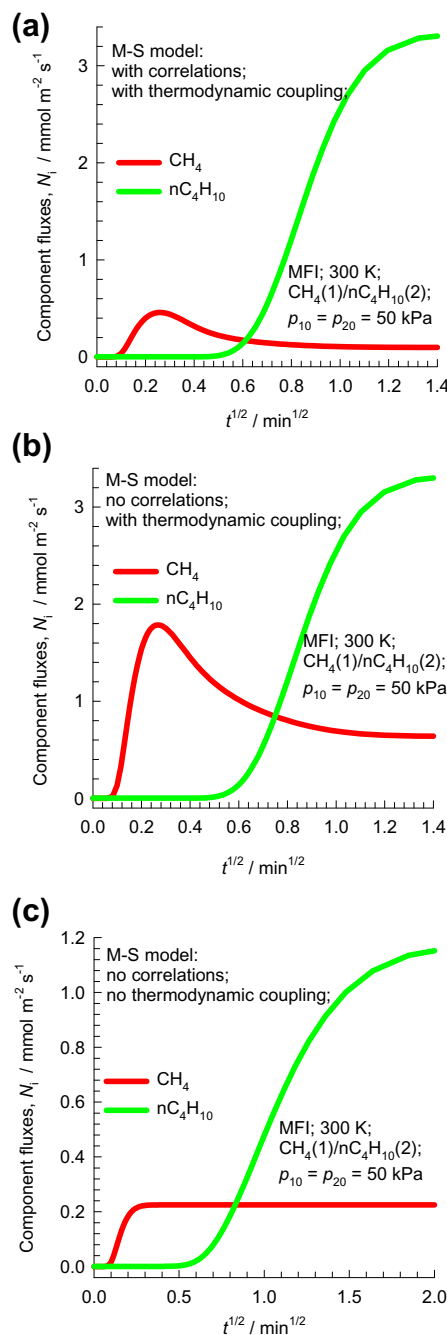 (a)
M-S model:
with correlations;
with thermodynamic coupling;
CH4
nC4H10
MFI; 300 K;
CH4(1)/nC4H10(2);
p10 = p20 = 50 kPa
Component fluxes, Ni / mmol m-2 s-1
3
2
1
0
0.0 0.2 0.4 0.6 0.8 1.0 1.2 1.4
t1/2 / min1/2
(b)
M-S model:
no correlations;
with thermodynamic coupling;
CH4
nC4H10
MFI; 300 K;
CH4(1)/nC4H10(2);
p10 = p20 = 50 kPa
Component fluxes, Ni / mmol m-2 s-1
3
2
1
0
0.0 0.2 0.4 0.6 0.8 1.0 1.2 1.4
t1/2 / min1/2
(c)
M-S model:
no correlations;
no thermodynamic coupling;
CH4
nC4H10
MFI; 300 K;
CH4(1)/nC4H10(2);
p10 = p20 = 50 kPa
Component fluxes, Ni / mmol m-2 s-1
1.2
1.0
0.8
0.6
0.4
0.2
0.0
0.0 0.5 1.0 1.5 2.0
t1/2 / min1/2